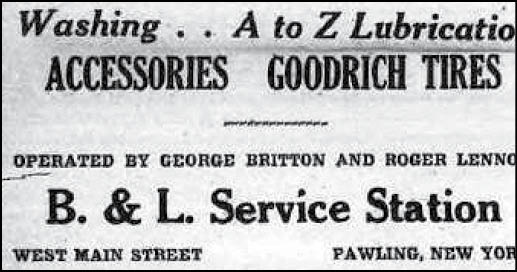 Washing . . A to Z Lubricatio
ACCESSORIES GOODRICH TIRES
OPERATED BY GEORGE BRITTON AND ROGER LENNO
B. & L. Service Station
WEST MAIN STREET PAWLING, NEW YOR